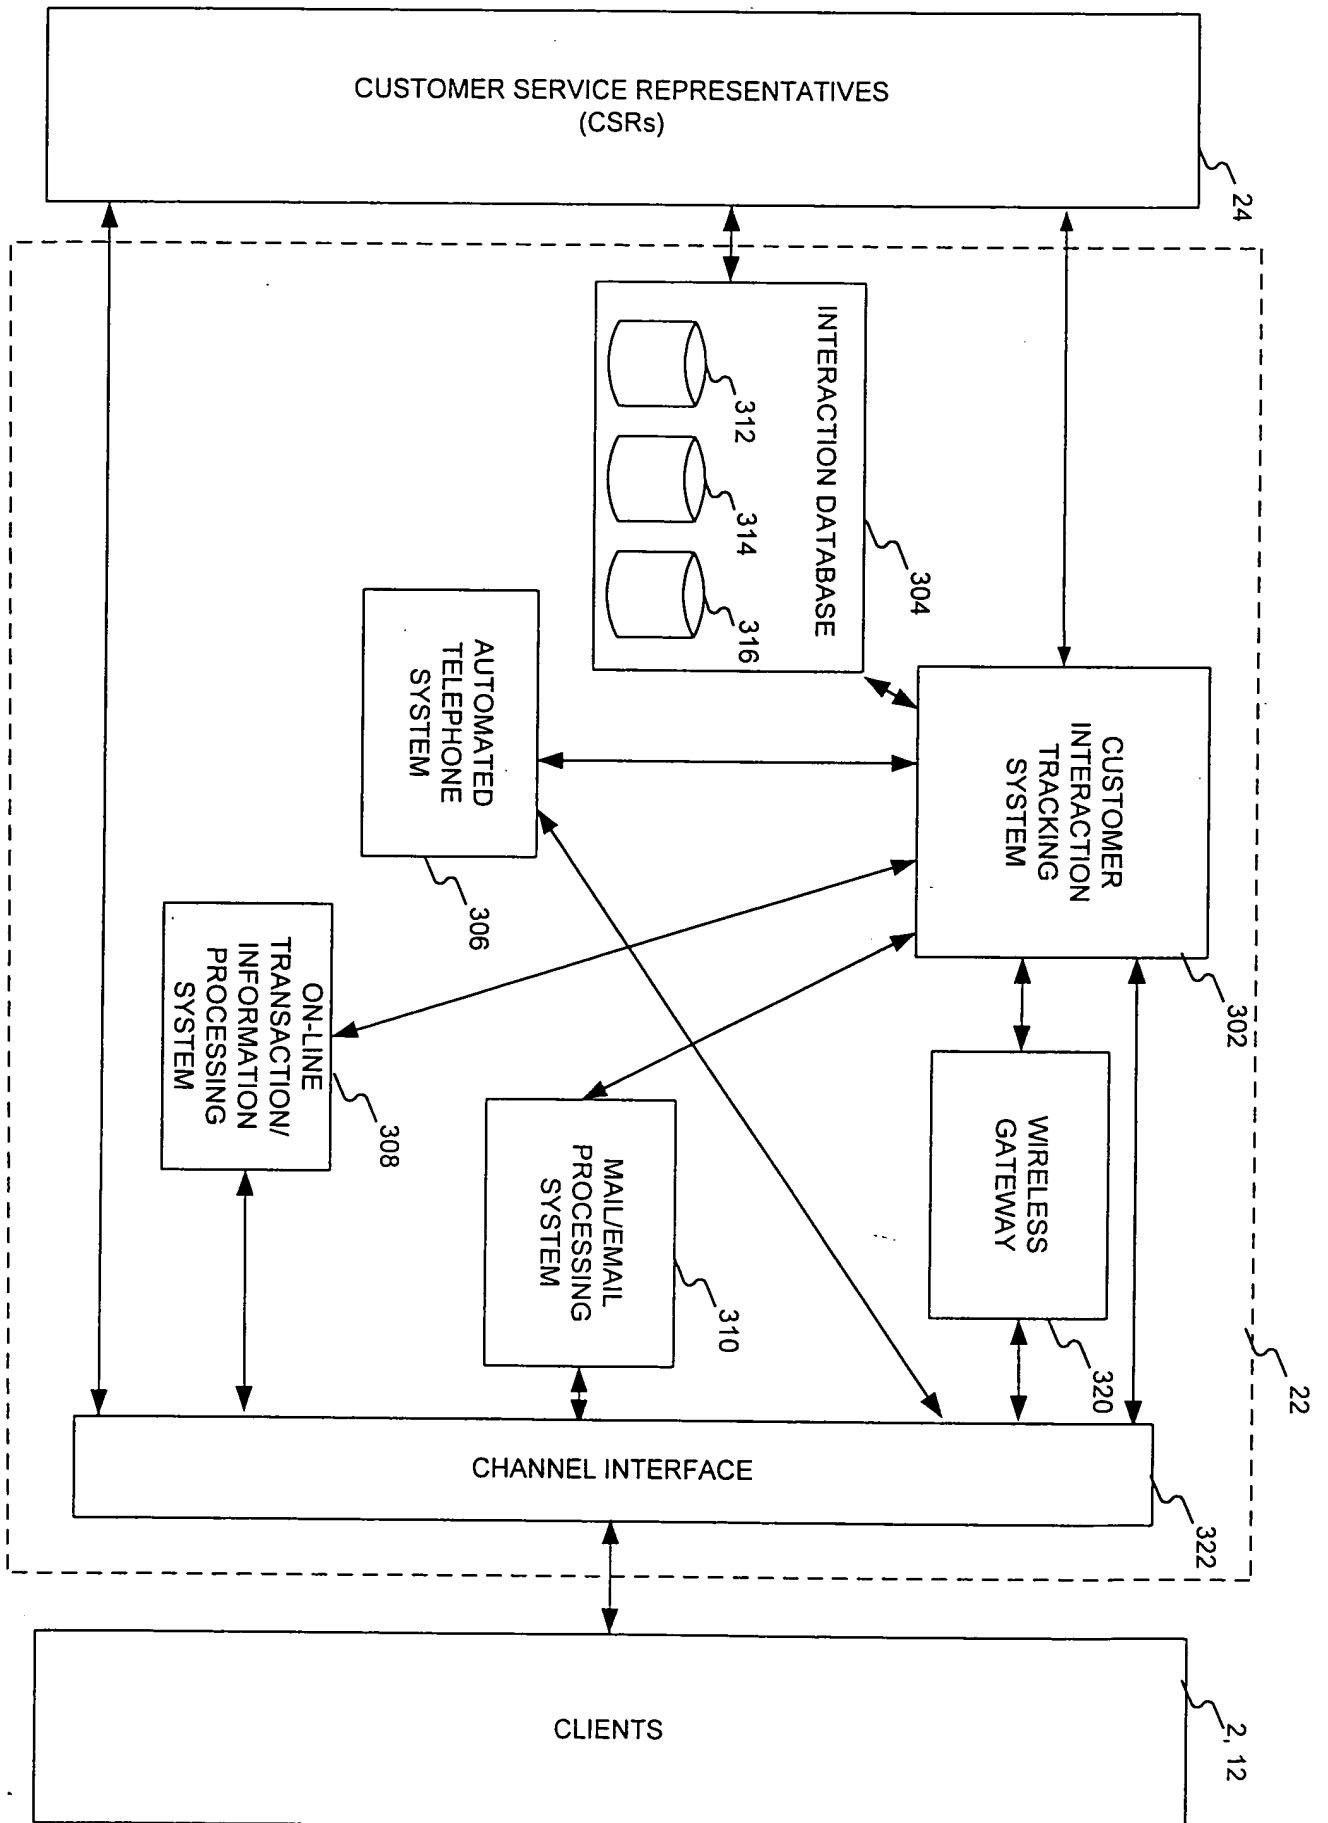 CUSTOMER SERVICE REPRESENTATIVES
(CSRs)
24
INTERACTION DATABASE
304
312
314
316
CUSTOMER
INTERACTION
TRACKING
SYSTEM
302
AUTOMATED
TELEPHONE
SYSTEM
306
ON-LINE
TRANSACTION/
INFORMATION
PROCESSING
SYSTEM
308
MAIL/EMAIL
PROCESSING
SYSTEM
310
WIRELESS
GATEWAY
320
22
CHANNEL INTERFACE
322
CLIENTS
2, 12